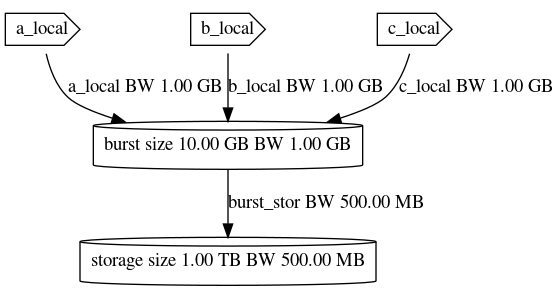 a_local
b_local
c_local
a_local BW 1.00 GB
b_local BW 1.00 GB
c_local BW 1.00 GB
burst size 10.00 GB BW 1.00 GB
burst_stor BW 500.00 MB
storage size 1.00 TB BW 500.00 MB